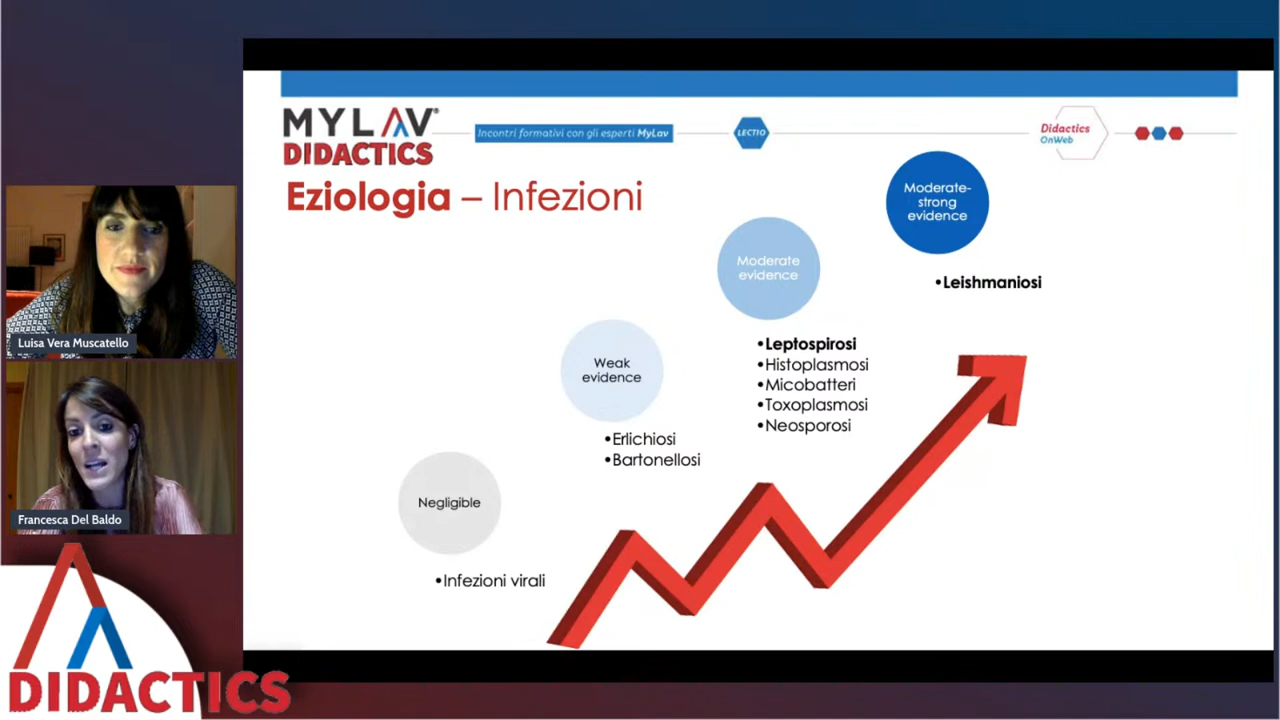 MYLAV®
DIDACTICS
Incontri formativi con gli esperti MyLav
LECTIO
Didactics
OnWeb
Eziologia – Infezioni
Moderate-
strong
evidence
•Leishmaniosi
Moderate
evidence
•Leptospirosi
•Histoplasmosi
•Micobatteri
•Toxoplasmosi
•Neosporosi
Weak
evidence
•Erlichiosi
•Bartonellosi
Negligible
•Infezioni virali
Luisa Vera Muscatello
Francesca Del Baldo
DIDACTICS